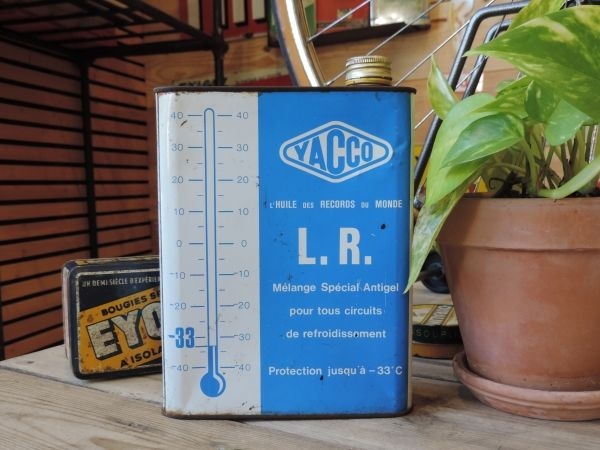 YACCO
L'HUILE DES RECORDS DU MONDE
L. R.
Mélange Spécial Antigel
pour tous circuits
de refroidissement
Protection jusqu'à – 33°C
40 40
30 30
20 20
10 10
0 0
-10 -10
-20 -20
-33 -30
-40 -40
UN DEMI-SIÈCLE D'EXPÉRIE
BOUGIES
EYQ
A ISOLA